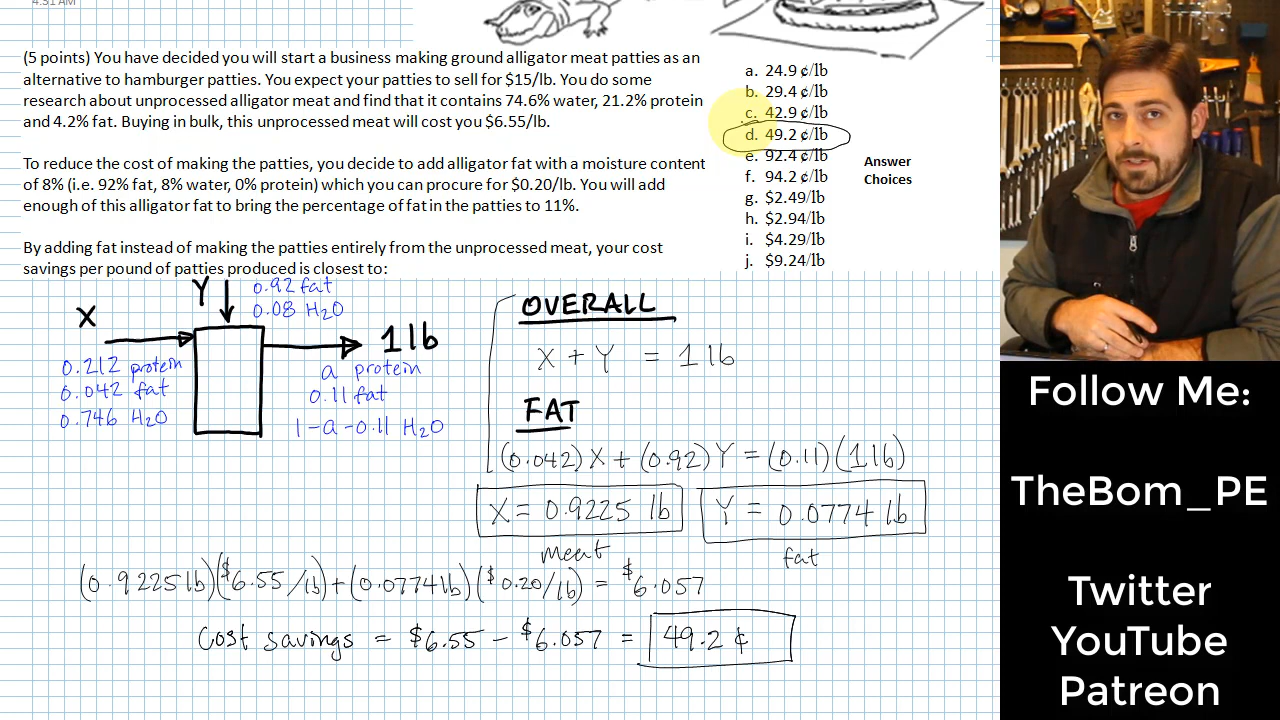 4:31 AM
(5 points) You have decided you will start a business making ground alligator meat patties as an
alternative to hamburger patties. You expect your patties to sell for $15/lb. You do some
research about unprocessed alligator meat and find that it contains 74.6% water, 21.2% protein
and 4.2% fat. Buying in bulk, this unprocessed meat will cost you $6.55/lb.
To reduce the cost of making the patties, you decide to add alligator fat with a moisture content
of 8% (i.e. 92% fat, 8% water, 0% protein) which you can procure for $0.20/lb. You will add
enough of this alligator fat to bring the percentage of fat in the patties to 11%.
By adding fat instead of making the patties entirely from the unprocessed meat, your cost
savings per pound of patties produced is closest to:
a. 24.9 ¢/lb
b. 29.4 ¢/lb
c. 42.9 ¢/lb
d. 49.2 ¢/lb
e. 92.4 ¢/lb
f. 94.2 ¢/lb
g. $2.49/lb
h. $2.94/lb
i. $4.29/lb
j. $9.24/lb
Answer
Choices
Y
0.92 fat
0.08 H2O
X
1 lb
0.212 protein
0.042 fat
0.746 H2O
a protein
0.11 fat
1-a-0.11 H2O
OVERALL
X + Y = 1 lb
FAT
(0.042)X + (0.92)Y = (0.11)(1 lb)
X = 0.9225 lb
Y = 0.0774 lb
meat
fat
(0.9225 lb)($6.55/lb)+(0.0774 lb)($0.20/lb) = $6.057
Cost savings = $6.55 - $6.057 = 49.2 ¢
Follow Me:
TheBom_PE
Twitter
YouTube
Patreon